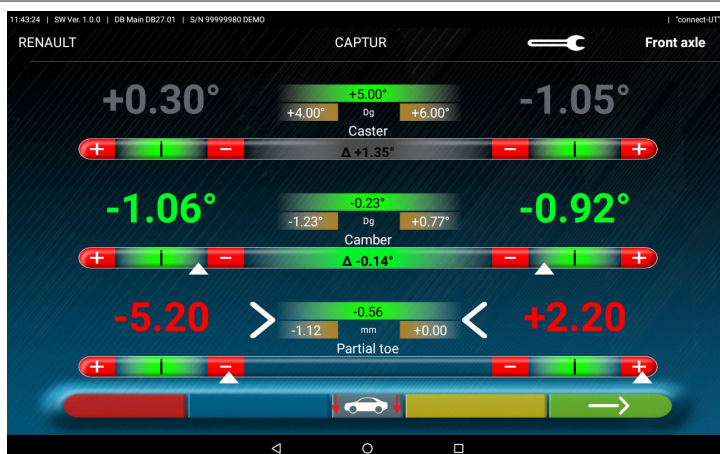 11:43:24 | SW Ver. 1.0.0 | DB Main DB27.01 | S/N 99999980 DEMO | "connect-UT"
RENAULT CAPTUR Front axle
+0.30° +5.00° -1.05°
+4.00° Dg +6.00°
Caster
+ − Δ +1.35° − +
-1.06° -0.23° -0.92°
-1.23° Dg +0.77°
Camber
+ − Δ -0.14° − +
-5.20 > -0.56 < +2.20
-1.12 mm +0.00
Partial toe
+ − − +